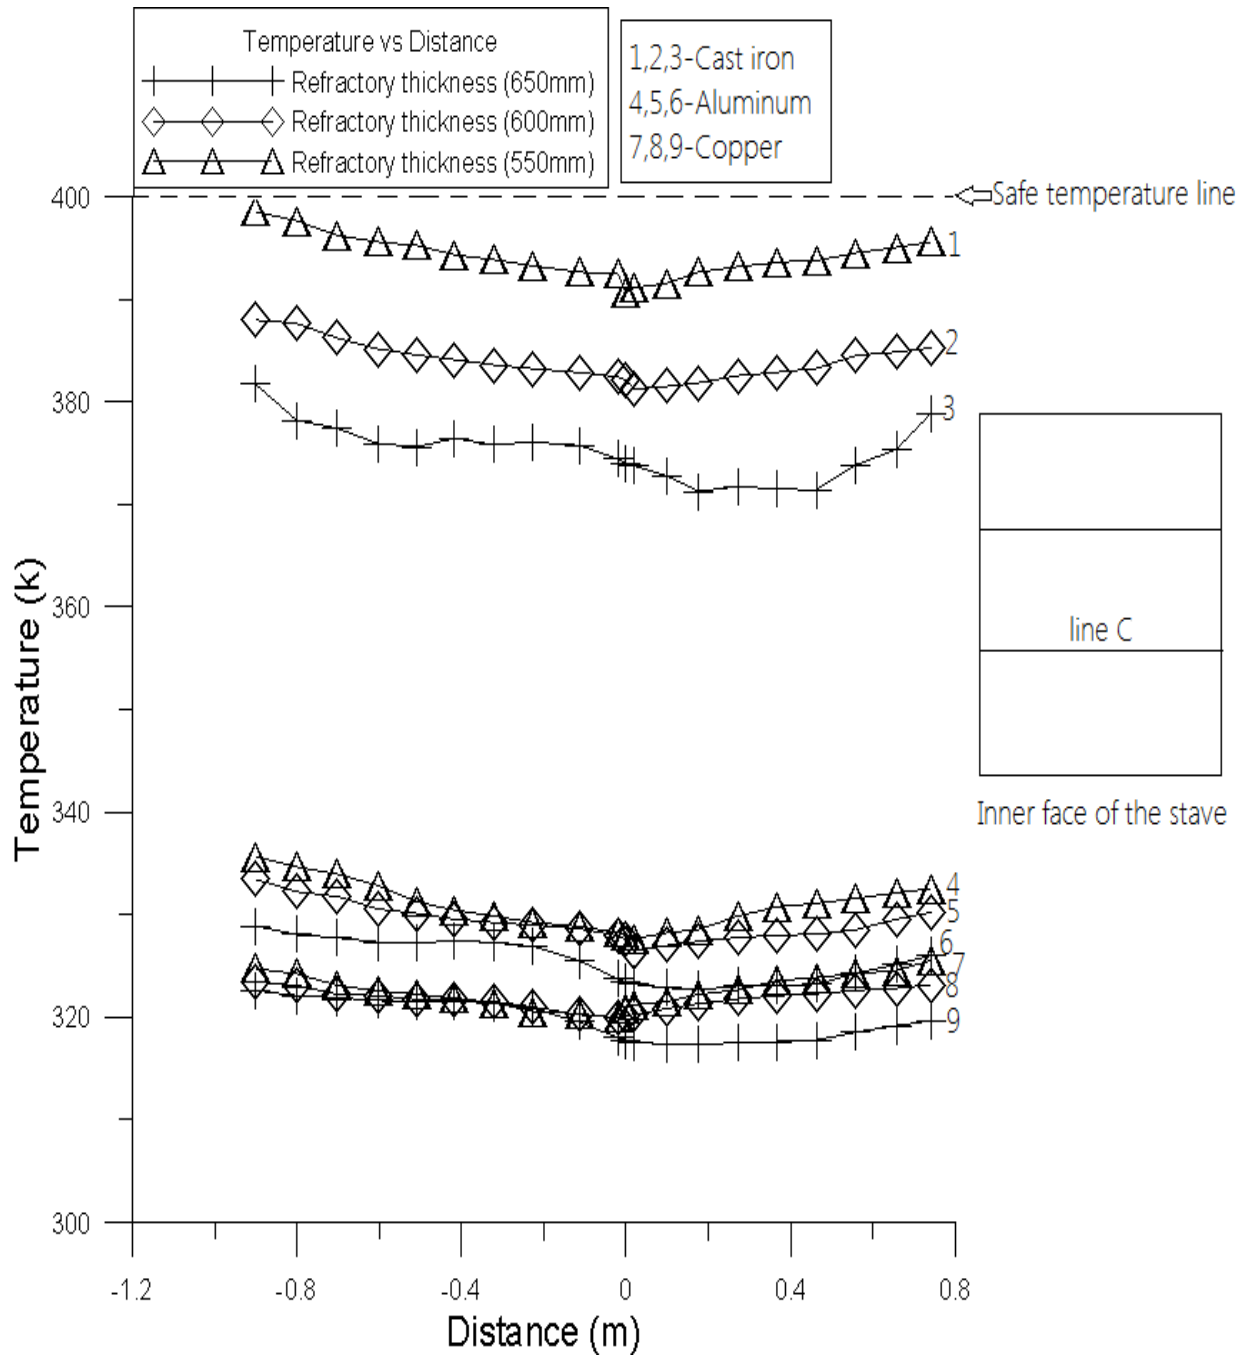 Temperature vs Distance
Refractory thickness (650mm)
Refractory thickness (600mm)
Refractory thickness (550mm)
1,2,3-Cast iron
4,5,6-Aluminum
7,8,9-Copper
Safe temperature line
400
380
360
340
320
300
Temperature (k)
1
2
3
4
5
6
7
8
9
line C
Inner face of the stave
-1.2
-0.8
-0.4
0
0.4
0.8
Distance (m)